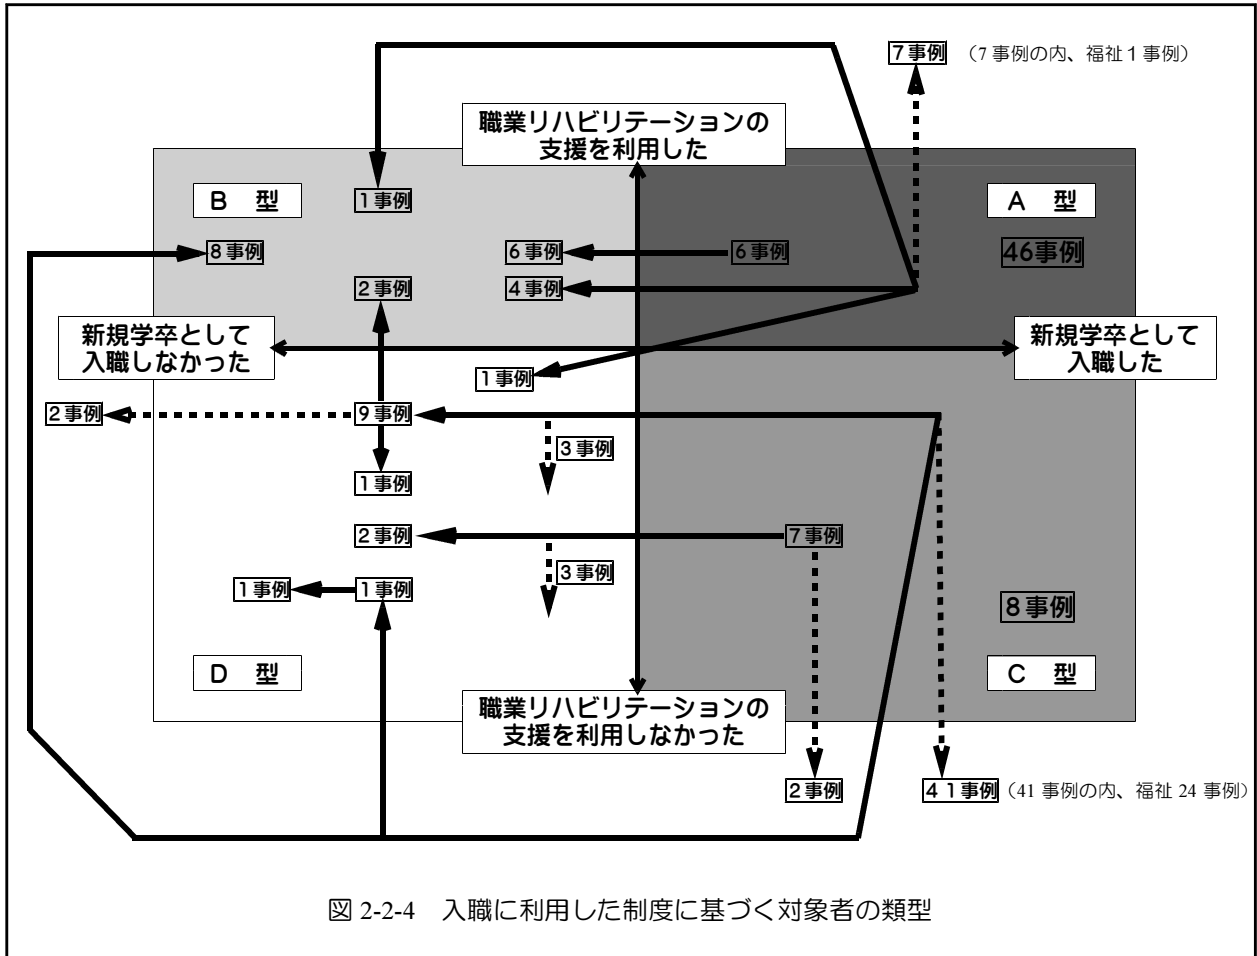 7事例 （7 事例の内、福祉１事例）
職業リハビリテーションの
支援を利用した
B　型
1事例
A　型
8事例
6事例
6事例
46事例
2事例
4事例
新規学卒として
入職しなかった
新規学卒として
入職した
1事例
2事例
9事例
3事例
1事例
2事例
7事例
3事例
1事例
1事例
8事例
D　型
C　型
職業リハビリテーションの
支援を利用しなかった
2事例
４１事例 （41 事例の内、福祉 24 事例）
図 2-2-4　入職に利用した制度に基づく対象者の類型